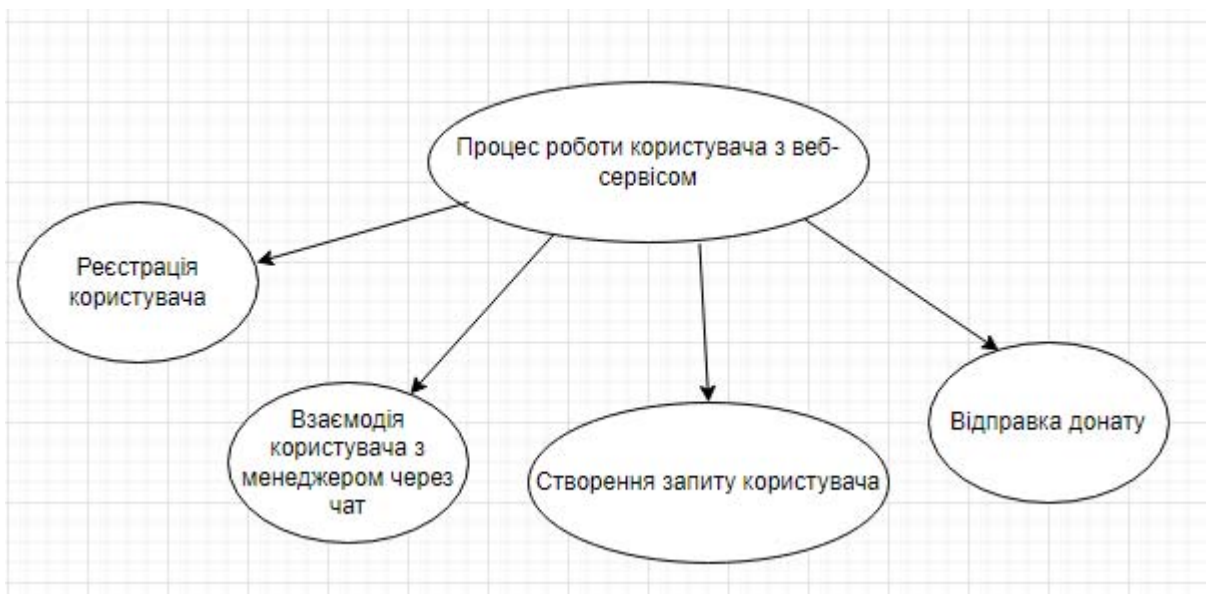 Процес роботи користувача з веб-
сервісом
Реєстрація
користувача
Взаємодія
користувача з
менеджером через
чат
Створення запиту користувача
Відправка донату